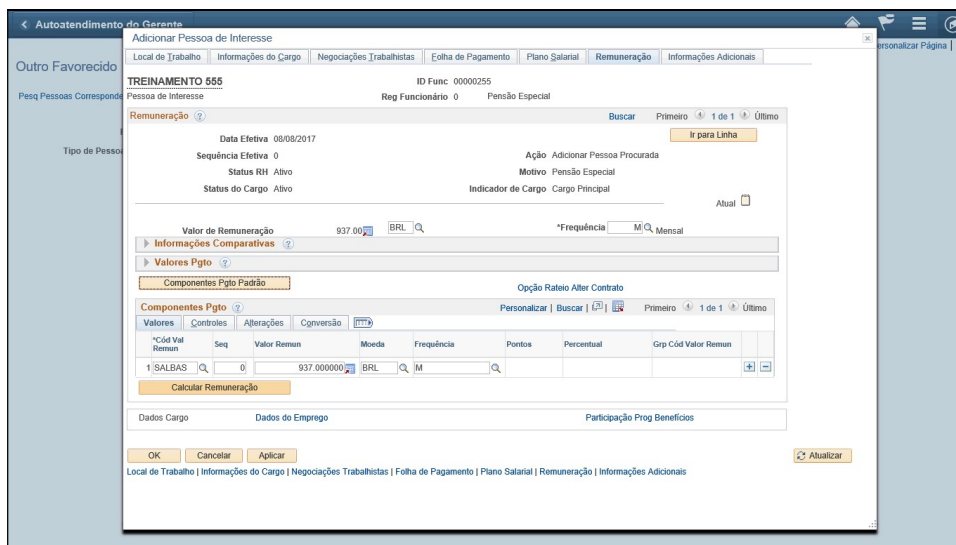 Autoatendimento do Gerente
Adicionar Pessoa de Interesse
ersonalizar Página |
Local de Trabalho Informações do Cargo Negociações Trabalhistas Folha de Pagamento Plano Salarial Remuneração Informações Adicionais
Outro Favorecido
TREINAMENTO 555 ID Func 00000255
Pesq Pessoas Corresponde Pessoa de Interesse Reg Funcionário 0 Pensão Especial
Remuneração ? Buscar Primeiro 1 de 1 Último
Ir para Linha
Data Efetiva 08/08/2017
Tipo de Pessoa
Sequência Efetiva 0 Ação Adicionar Pessoa Procurada
Status RH Ativo Motivo Pensão Especial
Status do Cargo Ativo Indicador de Cargo Cargo Principal
Atual
Valor de Remuneração 937.00 BRL *Frequência M Mensal
Informações Comparativas ?
Valores Pgto ?
Componentes Pgto Padrão
Opção Rateio Alter Contrato
Componentes Pgto ? Personalizar | Buscar | | Primeiro 1 de 1 Último
Valores Controles Alterações Conversão
*Cód Val Remun Seq Valor Remun Moeda Frequência Pontos Percentual Grp Cód Valor Remun
1 SALBAS 0 937.000000 BRL M + -
Calcular Remuneração
Dados Cargo Dados do Emprego Participação Prog Benefícios
OK Cancelar Aplicar Atualizar
Local de Trabalho | Informações do Cargo | Negociações Trabalhistas | Folha de Pagamento | Plano Salarial | Remuneração | Informações Adicionais